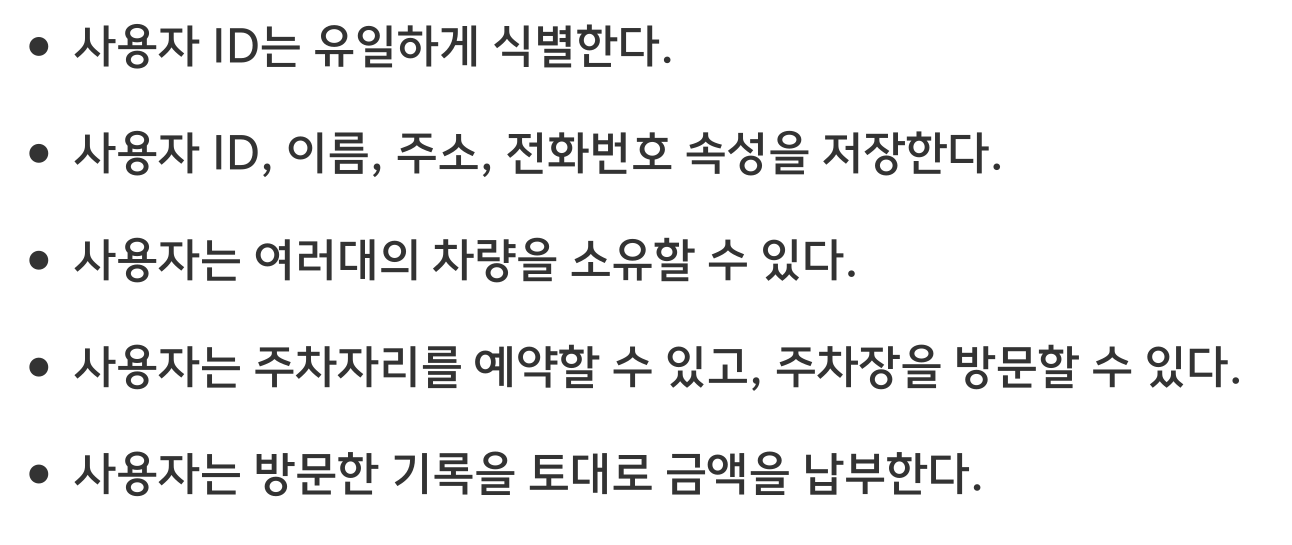 • 사용자 ID는 유일하게 식별한다.
• 사용자 ID, 이름, 주소, 전화번호 속성을 저장한다.
• 사용자는 여러대의 차량을 소유할 수 있다.
• 사용자는 주차자리를 예약할 수 있고, 주차장을 방문할 수 있다.
• 사용자는 방문한 기록을 토대로 금액을 납부한다.